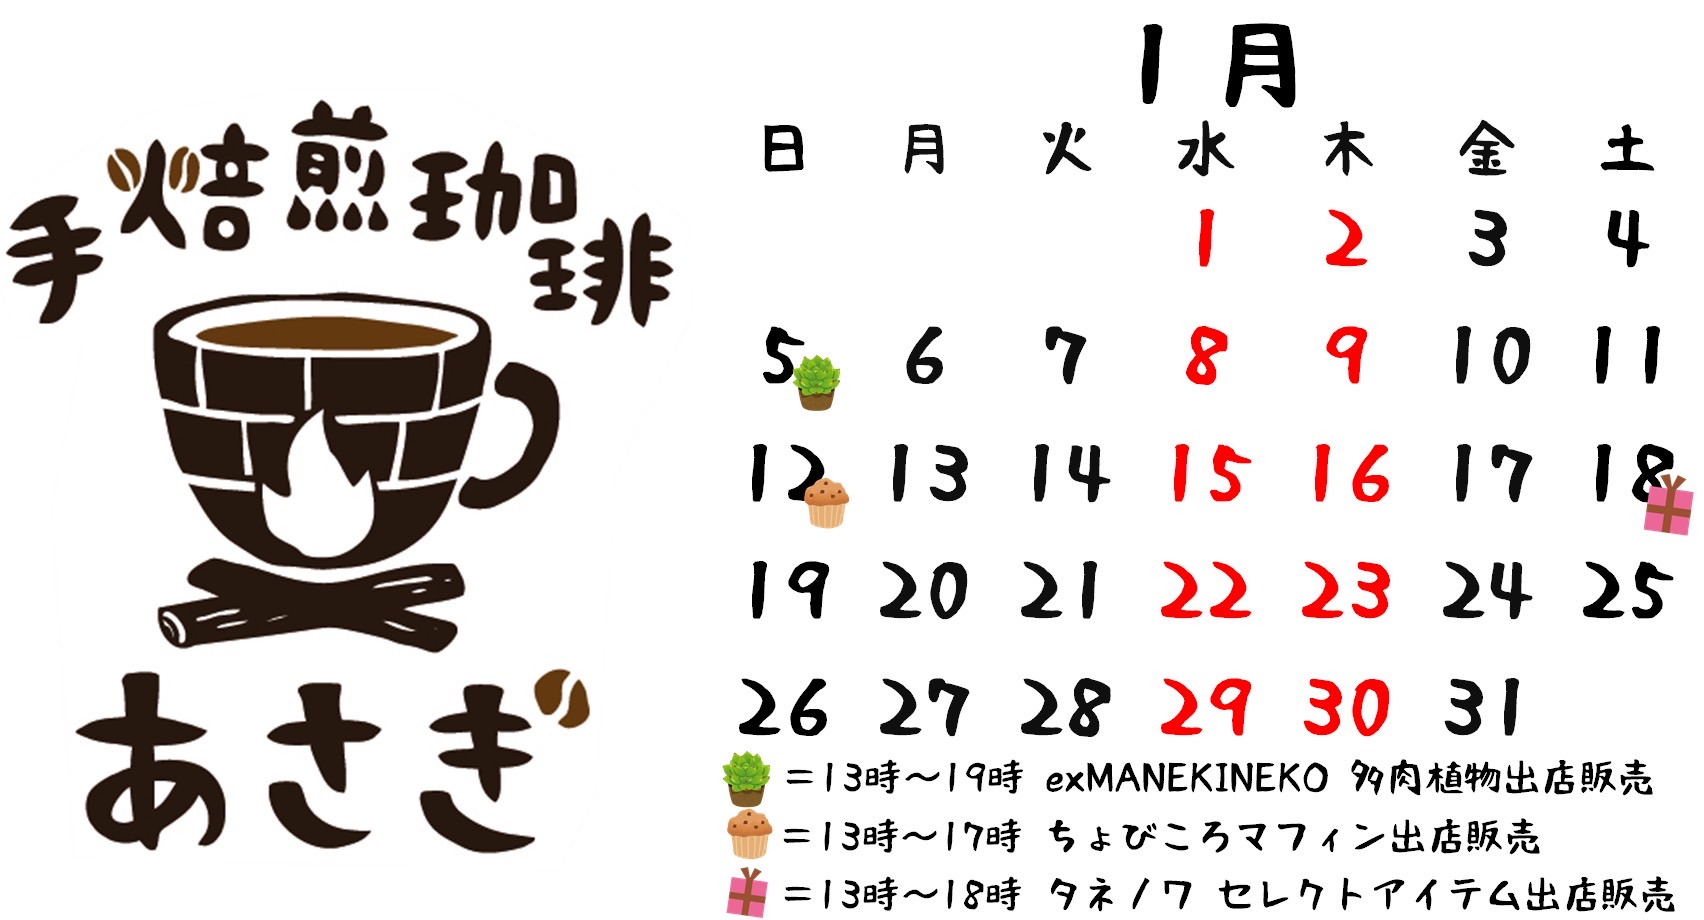 手焙煎珈琲
あさぎ
1月
日 月 火 水 木 金 土
1 2 3 4
5 6 7 8 9 10 11
12 13 14 15 16 17 18
19 20 21 22 23 24 25
26 27 28 29 30 31
=13時〜19時 exMANEKINEKO 多肉植物出店販売
=13時〜17時 ちょびころマフィン出店販売
=13時〜18時 タネノワ セレクトアイテム出店販売